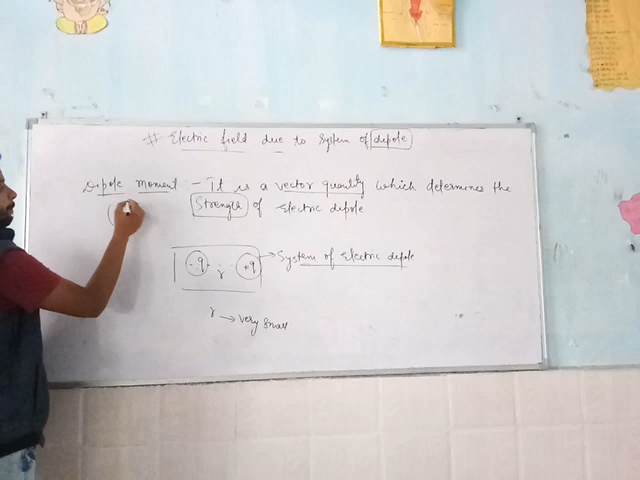 # Electric field due to system of dipole
Dipole moment - It is a vector quantity which determines the
Strength of electric dipole
-q r +q → System of Electric dipole
r → very small